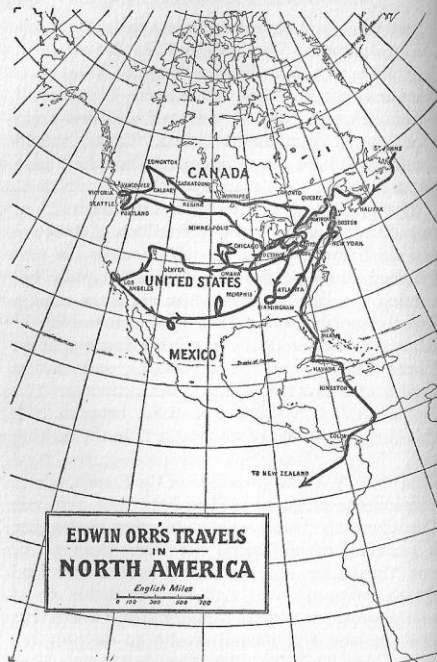 EDMONTON
CANADA
ST JOHNS
VANCOUVER
CALGARY
SASKATOON
VICTORIA
WINNIPEG
TORONTO
QUEBEC
HALIFAX
SEATTLE
REGINA
PORTLAND
BOSTON
MINNEAPOLIS
NEW YORK
CHICAGO
DETROIT
DENVER
OMAHA
LOS
ANGELES
UNITED STATES
MEMPHIS
ATLANTA
BIRMINGHAM
MIAMI
MEXICO
HAVANA
KINGSTON
COLON
TO NEW ZEALAND
EDWIN ORR'S TRAVELS
IN
NORTH AMERICA
English Miles
0 100 300 500 700